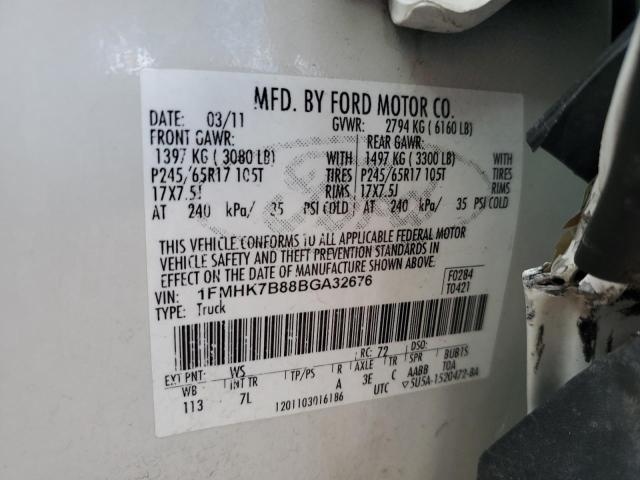 MFD. BY FORD MOTOR CO.
DATE: 03/11 GVWR: 2794 KG ( 6160 LB)
FRONT GAWR: REAR GAWR:
1397 KG ( 3080 LB) WITH 1497 KG ( 3300 LB) WITH
P245/65R17 105T TIRES P245/65R17 105T TIRES
17X7.5J RIMS 17X7.5J RIMS
AT 240 kPa/ 35 PSI COLD AT 240 kPa/ 35 PSI COLD
THIS VEHICLE CONFORMS TO ALL APPLICABLE FEDERAL MOTOR
VEHICLE SAFETY AND THEFT PREVENTION STANDARDS IN
EFFECT ON THE DATE OF MANUFACTURE SHOWN ABOVE.
VIN: 1FMHK7B88BGA32676 F0284
TYPE: Truck T0421
RC: 72 DSO:
EXT PNT: WS
WB INT TR TP/PS R AXLE TR SPR BUBTS
113 7L A 3E C AABB TOA
1201103016186 UTC 5U5A-1520472-BA